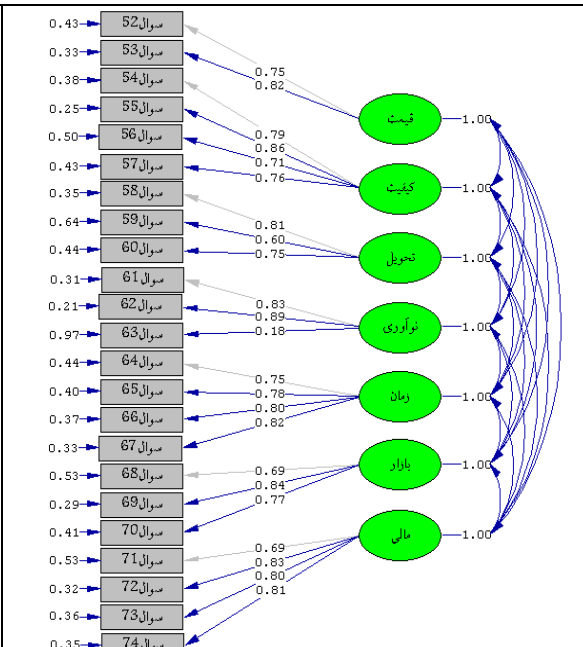 0.43 سوال52
0.33 سوال53
0.38 سوال54
0.25 سوال55
0.50 سوال56
0.43 سوال57
0.35 سوال58
0.64 سوال59
0.44 سوال60
0.31 سوال61
0.21 سوال62
0.97 سوال63
0.44 سوال64
0.40 سوال65
0.37 سوال66
0.33 سوال67
0.53 سوال68
0.29 سوال69
0.41 سوال70
0.53 سوال71
0.32 سوال72
0.36 سوال73
0.35 سوال74
0.75
0.82
0.79
0.86
0.71
0.76
0.81
0.60
0.75
0.83
0.89
0.18
0.75
0.78
0.80
0.82
0.69
0.84
0.77
0.69
0.83
0.80
0.81
قیمت 1.00
کیفیت 1.00
تحویل 1.00
نوآوری 1.00
زمان 1.00
بازار 1.00
مالی 1.00